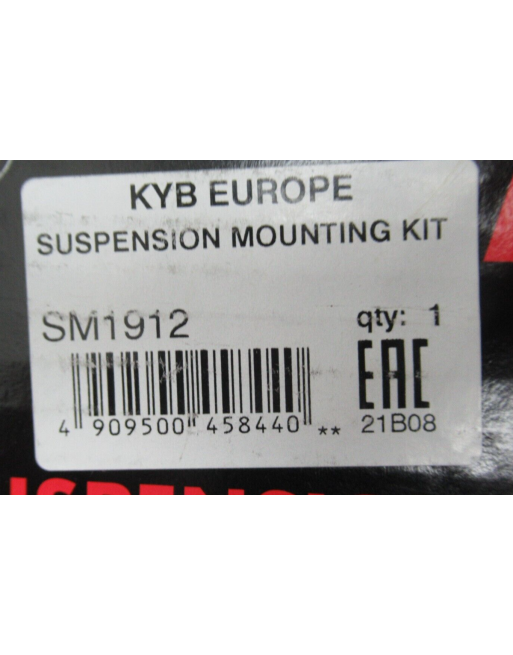 KYB EUROPE
SUSPENSION MOUNTING KIT
SM1912 qty: 1
EAC
4 909500 458440 ** 21B08